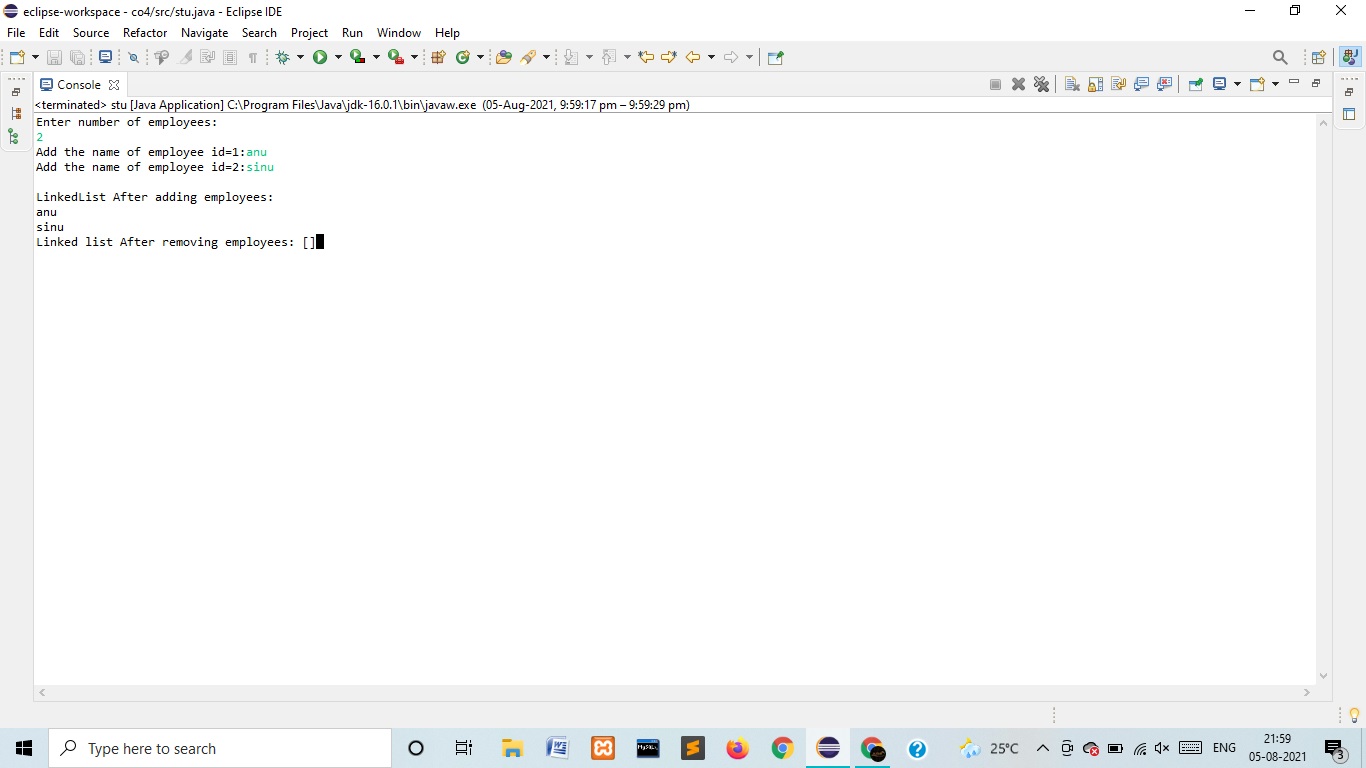 eclipse-workspace - co4/src/stu.java - Eclipse IDE
File Edit Source Refactor Navigate Search Project Run Window Help
Console
<terminated> stu [Java Application] C:\Program Files\Java\jdk-16.0.1\bin\javaw.exe (05-Aug-2021, 9:59:17 pm – 9:59:29 pm)
Enter number of employees:
2
Add the name of employee id=1:anu
Add the name of employee id=2:sinu
LinkedList After adding employees:
anu
sinu
Linked list After removing employees: []
Type here to search
25°C
ENG
21:59
05-08-2021
3